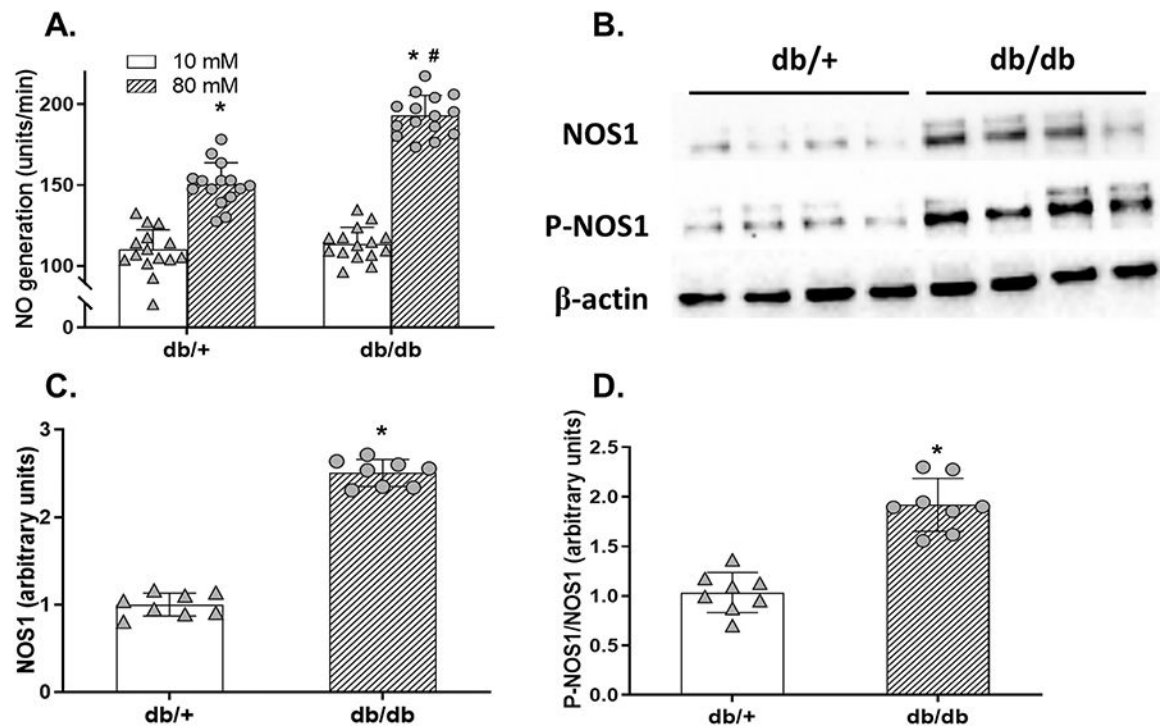 A.
10 mM
80 mM
NO generation (units/min)
200
150
100
0
*
* #
db/+
db/db
B.
db/+
db/db
NOS1
P-NOS1
β-actin
C.
NOS1 (arbitrary units)
3
2
1
0
*
db/+
db/db
D.
P-NOS1/NOS1 (arbitrary units)
2.5
2.0
1.5
1.0
0.5
0.0
*
db/+
db/db